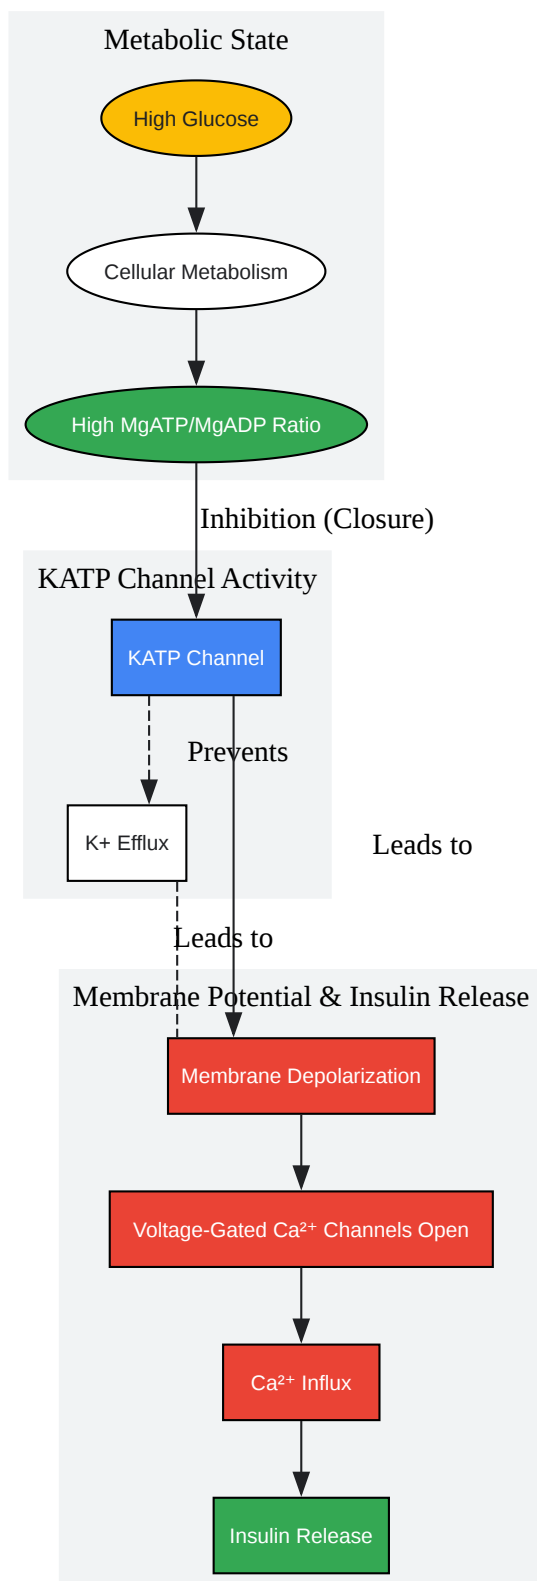 Metabolic State
High Glucose
Cellular Metabolism
High MgATP/MgADP Ratio
Inhibition (Closure)
KATP Channel Activity
KATP Channel
Prevents
K+ Efflux
Leads to
Leads to
Membrane Potential & Insulin Release
Membrane Depolarization
Voltage-Gated Ca²⁺ Channels Open
Ca²⁺ Influx
Insulin Release